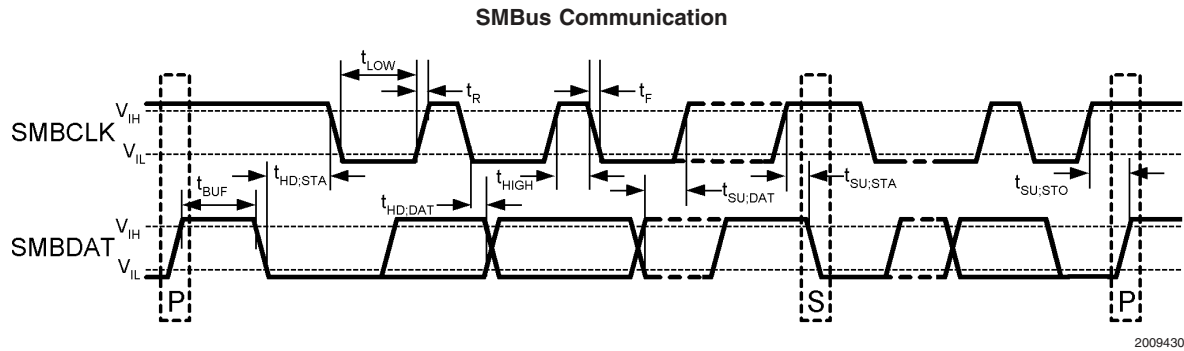 SMBus Communication
tLOW
tR
tF
VIH
SMBCLK
VIL
tHD;STA
tHIGH
tSU;DAT
tSU;STA
tSU;STO
tBUF
tHD;DAT
VIH
SMBDAT
VIL
P
S
P
2009430